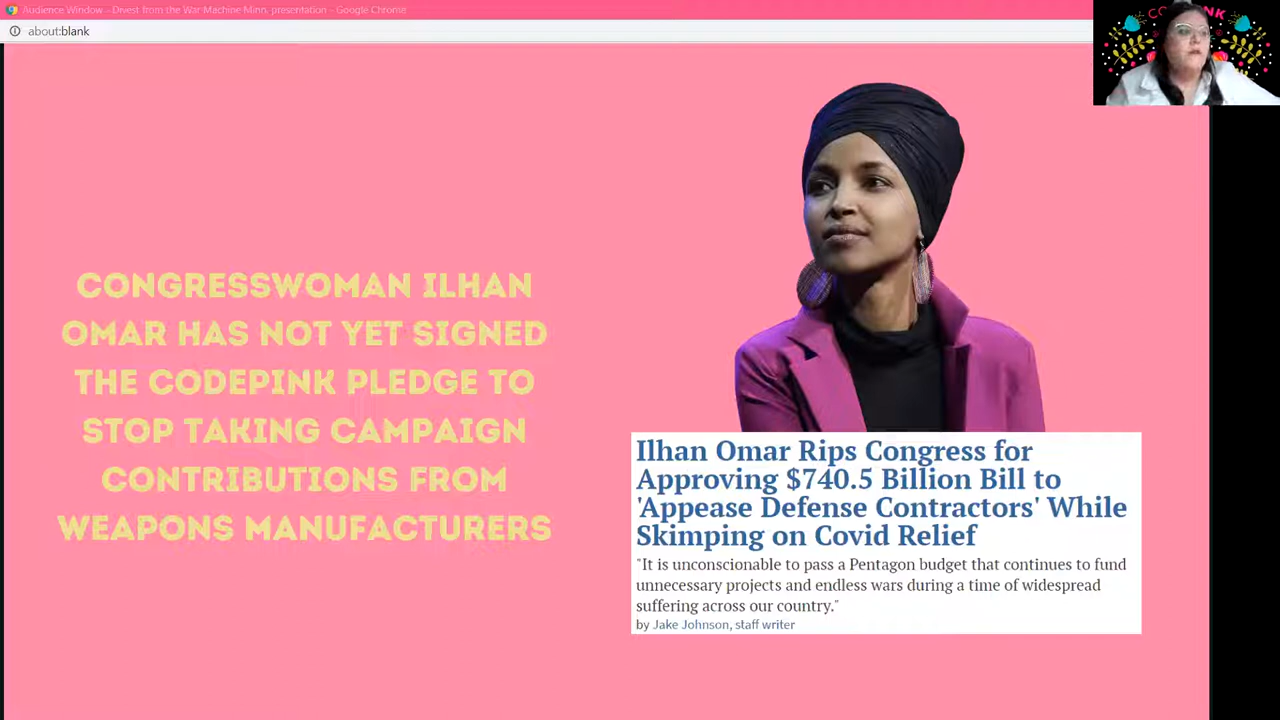 Audience Window - Divest from the War Machine Minn. presentation - Google Chrome
about:blank
CONGRESSWOMAN ILHAN
OMAR HAS NOT YET SIGNED
THE CODEPINK PLEDGE TO
STOP TAKING CAMPAIGN
CONTRIBUTIONS FROM
WEAPONS MANUFACTURERS
Ilhan Omar Rips Congress for
Approving $740.5 Billion Bill to
'Appease Defense Contractors' While
Skimping on Covid Relief
"It is unconscionable to pass a Pentagon budget that continues to fund
unnecessary projects and endless wars during a time of widespread
suffering across our country."
by Jake Johnson, staff writer